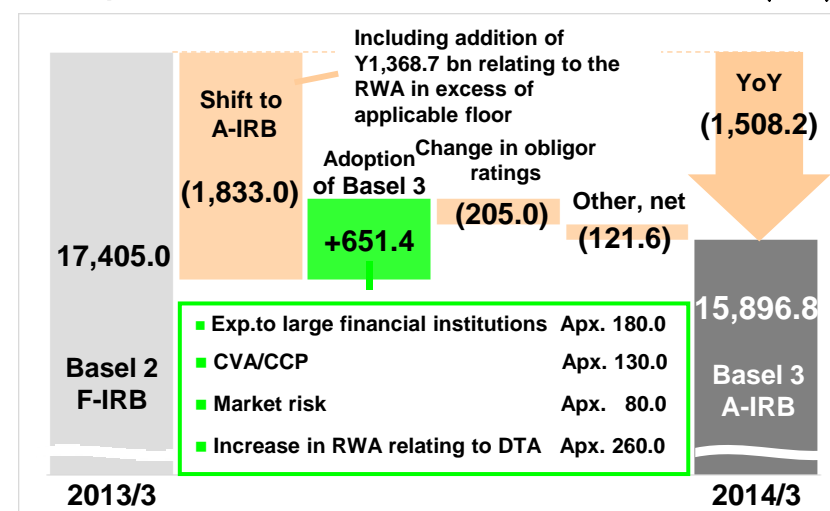 Including addition of
Y1,368.7 bn relating to the
RWA in excess of
applicable floor
Shift to
A-IRB
(1,833.0)
YoY
(1,508.2)
Adoption
of Basel 3
+651.4
Change in obligor
ratings
(205.0)
Other, net
(121.6)
17,405.0
Basel 2
F-IRB
15,896.8
Basel 3
A-IRB
Exp.to large financial institutions Apx. 180.0
CVA/CCP Apx. 130.0
Market risk Apx. 80.0
Increase in RWA relating to DTA Apx. 260.0
2013/3
2014/3